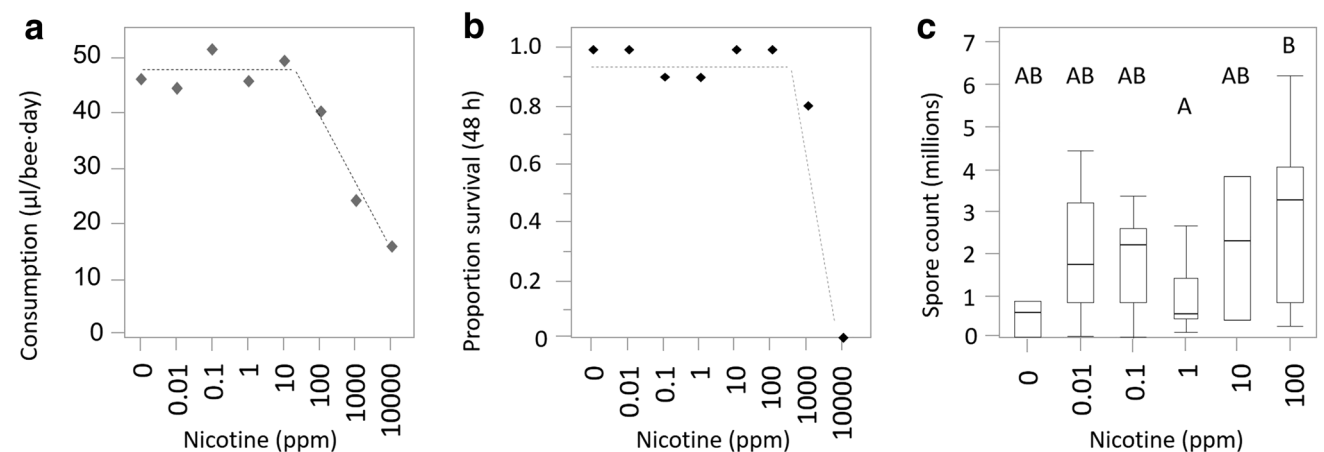 a
Consumption (µl/bee·day)
50
40
30
20
10
0
0
0.01
0.1
1
10
100
1000
10000
Nicotine (ppm)
b
Proportion survival (48 h)
1.0
0.8
0.6
0.4
0.2
0
0
0.01
0.1
1
10
100
1000
10000
Nicotine (ppm)
c
Spore count (millions)
7
6
5
4
3
2
1
0
AB
AB
AB
A
AB
B
0
0.01
0.1
1
10
100
Nicotine (ppm)